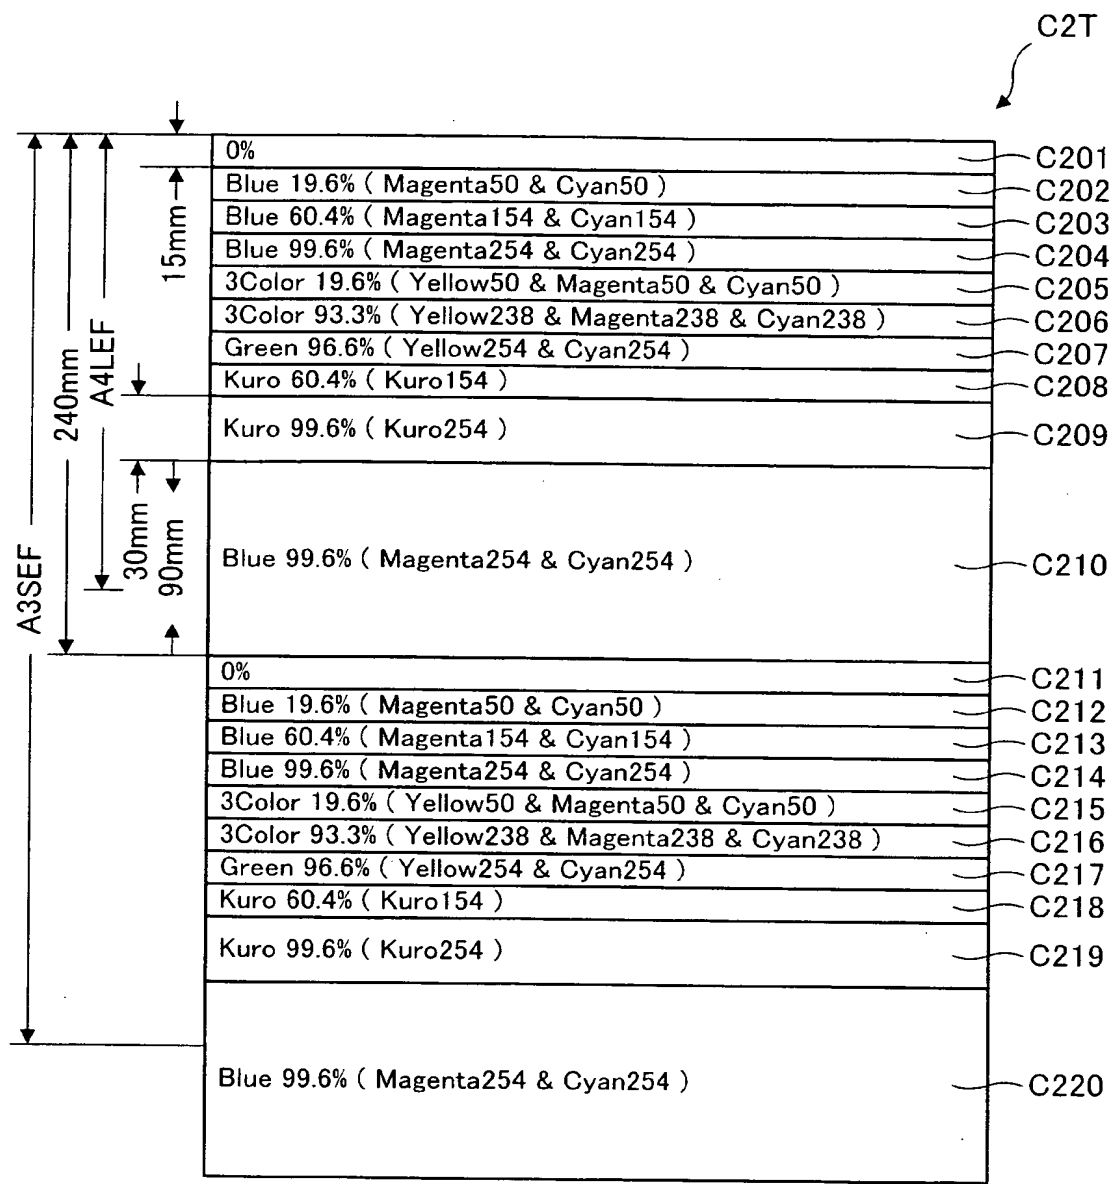 C2T
0% C201
Blue 19.6% ( Magenta50 & Cyan50 ) C202
Blue 60.4% ( Magenta154 & Cyan154 ) C203
Blue 99.6% ( Magenta254 & Cyan254 ) C204
3Color 19.6% ( Yellow50 & Magenta50 & Cyan50 ) C205
3Color 93.3% ( Yellow238 & Magenta238 & Cyan238 ) C206
Green 96.6% ( Yellow254 & Cyan254 ) C207
Kuro 60.4% ( Kuro154 ) C208
Kuro 99.6% ( Kuro254 ) C209
Blue 99.6% ( Magenta254 & Cyan254 ) C210
0% C211
Blue 19.6% ( Magenta50 & Cyan50 ) C212
Blue 60.4% ( Magenta154 & Cyan154 ) C213
Blue 99.6% ( Magenta254 & Cyan254 ) C214
3Color 19.6% ( Yellow50 & Magenta50 & Cyan50 ) C215
3Color 93.3% ( Yellow238 & Magenta238 & Cyan238 ) C216
Green 96.6% ( Yellow254 & Cyan254 ) C217
Kuro 60.4% ( Kuro154 ) C218
Kuro 99.6% ( Kuro254 ) C219
Blue 99.6% ( Magenta254 & Cyan254 ) C220
A3SEF
240mm
A4LEF
30mm
15mm
90mm